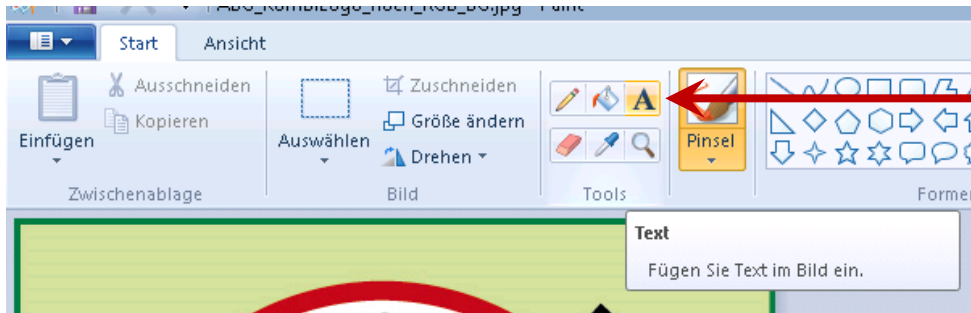 Start Ansicht
Ausschneiden
Kopieren
Einfügen
Zwischenablage
Zuschneiden
Größe ändern
Auswählen
Drehen
Bild
A
Tools
Pinsel
Text
Fügen Sie Text im Bild ein.